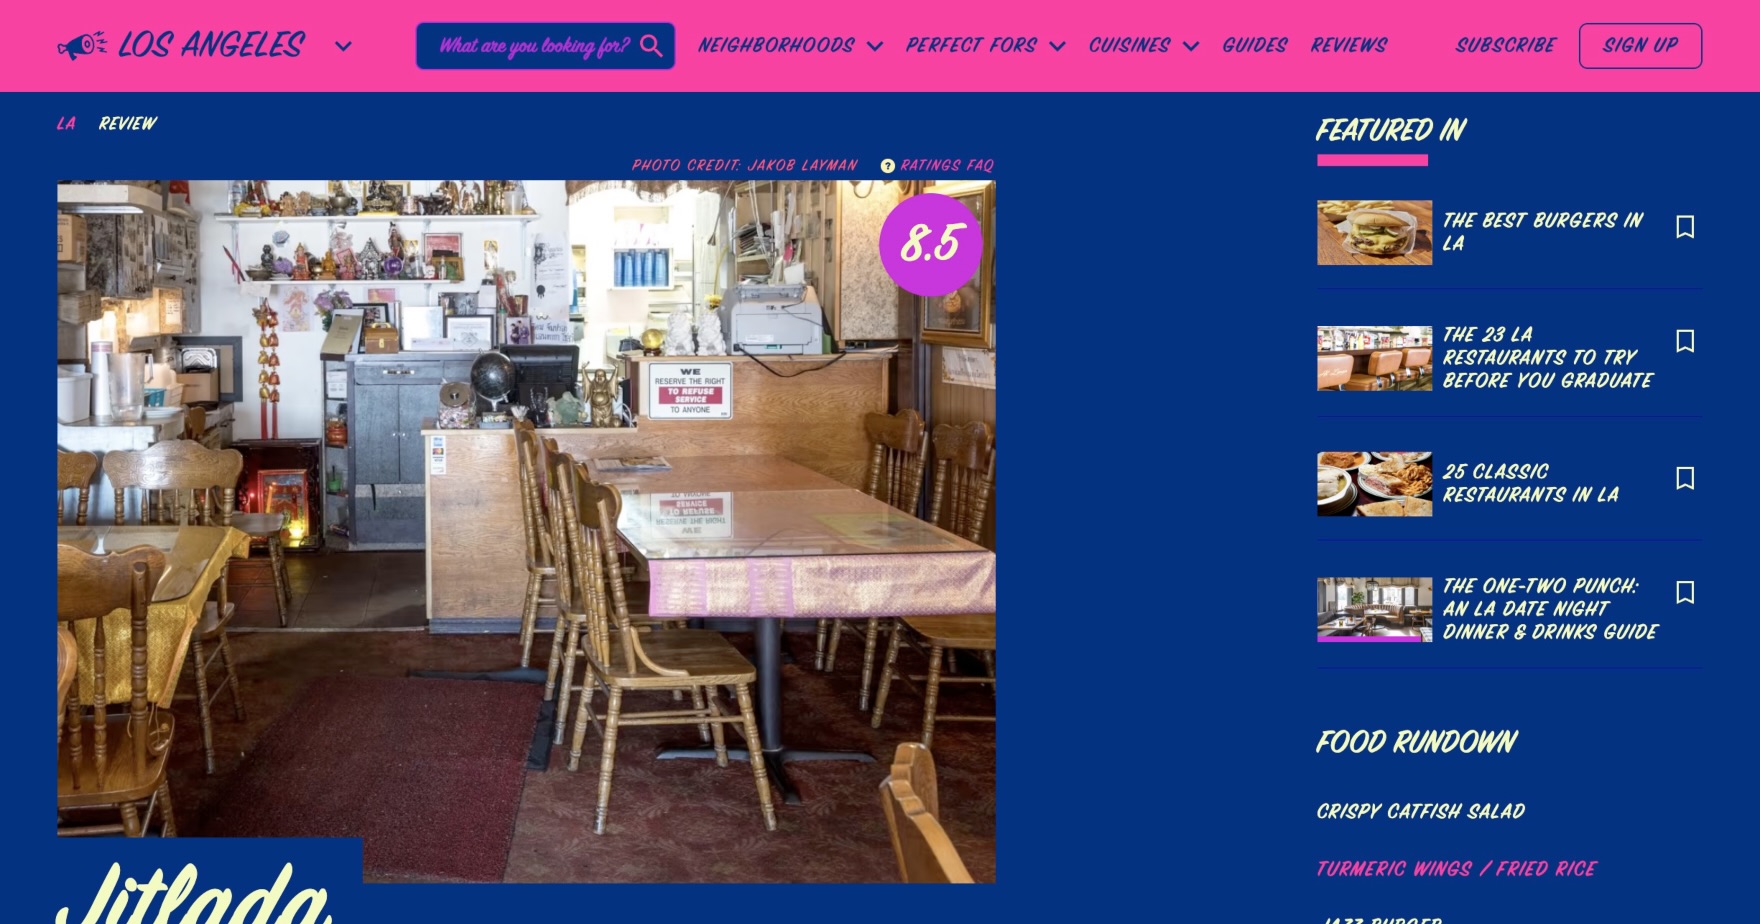 LOS ANGELES
What are you looking for?
NEIGHBORHOODS
PERFECT FORS
CUISINES
GUIDES
REVIEWS
SUBSCRIBE
SIGN UP
LA
REVIEW
PHOTO CREDIT: JAKOB LAYMAN
? RATINGS FAQ
8.5
WE
RESERVE THE RIGHT
TO REFUSE
SERVICE
TO ANYONE
Jitlada
FEATURED IN
THE BEST BURGERS IN
LA
THE 23 LA
RESTAURANTS TO TRY
BEFORE YOU GRADUATE
25 CLASSIC
RESTAURANTS IN LA
THE ONE-TWO PUNCH:
AN LA DATE NIGHT
DINNER & DRINKS GUIDE
FOOD RUNDOWN
CRISPY CATFISH SALAD
TURMERIC WINGS / FRIED RICE
JAZZ BURGER